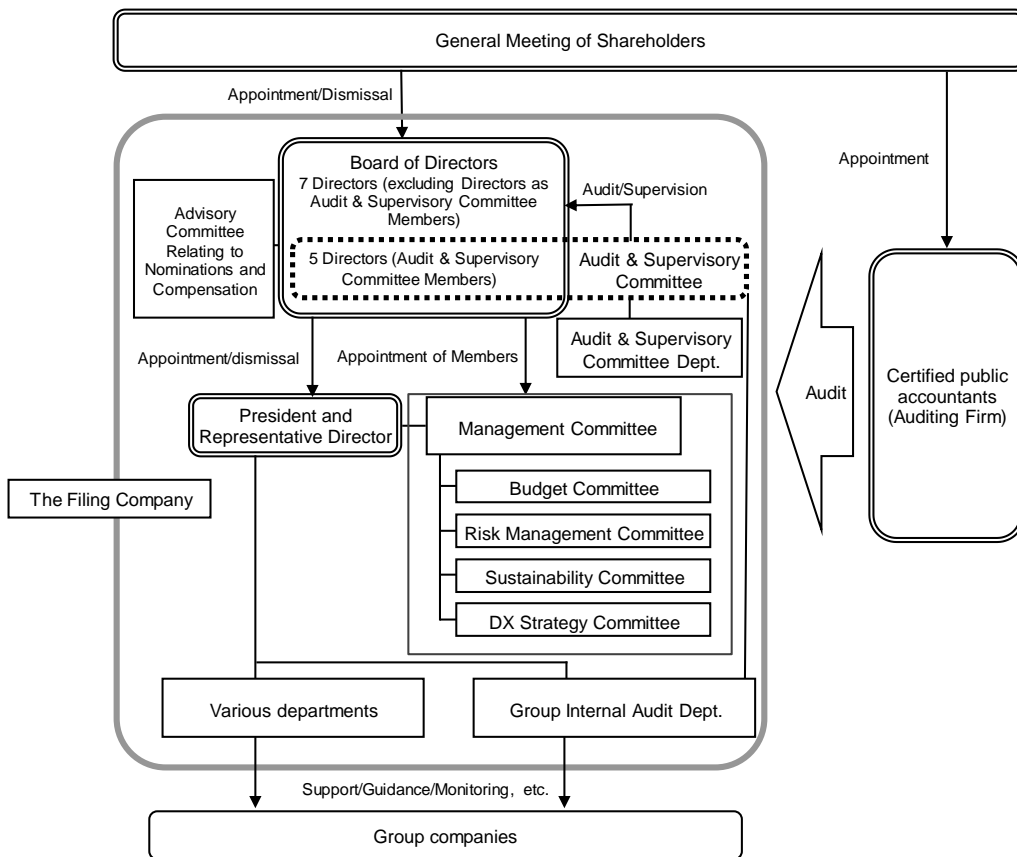 General Meeting of Shareholders
Appointment/Dismissal
Appointment
Board of Directors
7 Directors (excluding Directors as
Audit & Supervisory Committee
Members)
Audit/Supervision
Advisory
Committee
Relating to
Nominations and
Compensation
5 Directors (Audit & Supervisory
Committee Members)
Audit & Supervisory
Committee
Audit & Supervisory
Committee Dept.
Appointment/dismissal
Appointment of Members
Audit
Certified public
accountants
(Auditing Firm)
President and
Representative Director
Management Committee
The Filing Company
Budget Committee
Risk Management Committee
Sustainability Committee
DX Strategy Committee
Various departments
Group Internal Audit Dept.
Support/Guidance/Monitoring, etc.
Group companies